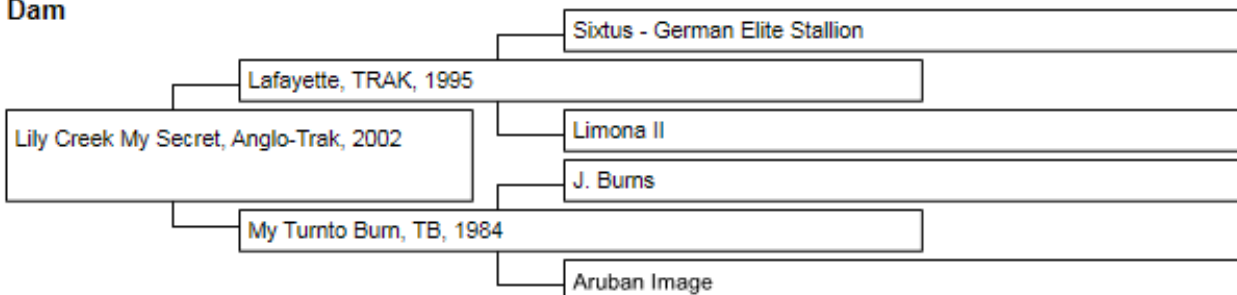 Dam
Sixtus - German Elite Stallion
Lafayette, TRAK, 1995
Limona II
Lily Creek My Secret, Anglo-Trak, 2002
J. Burns
My Turnto Burn, TB, 1984
Aruban Image